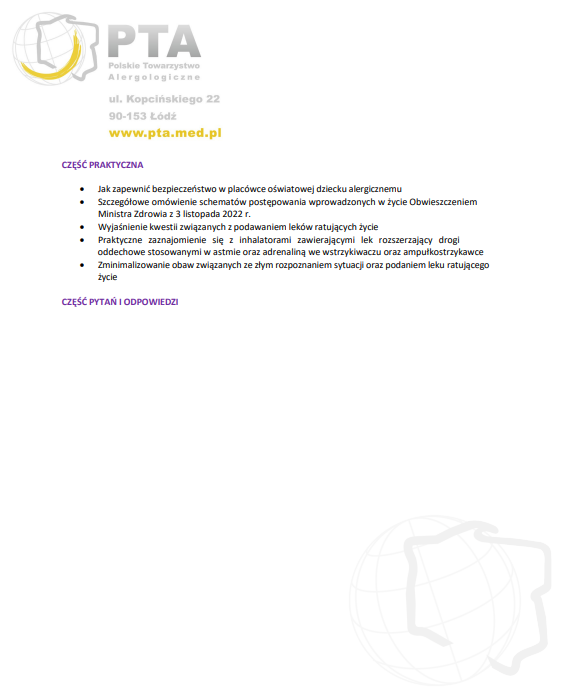 PTA
Polskie Towarzystwo
Alergologiczne
ul. Kopcińskiego 22
90-153 Łódź
www.pta.med.pl
CZĘŚĆ PRAKTYCZNA
• Jak zapewnić bezpieczeństwo w placówce oświatowej dziecku alergicznemu
• Szczegółowe omówienie schematów postępowania wprowadzonych w życie Obwieszczeniem
Ministra Zdrowia z 3 listopada 2022 r.
• Wyjaśnienie kwestii związanych z podawaniem leków ratujących życie
• Praktyczne zaznajomienie się z inhalatorami zawierającymi lek rozszerzający drogi
oddechowe stosowanymi w astmie oraz adrenaliną we wstrzykiwaczu oraz ampułkostrzykawce
• Zminimalizowanie obaw związanych ze złym rozpoznaniem sytuacji oraz podaniem leku ratującego
życie
CZĘŚĆ PYTAŃ I ODPOWIEDZI